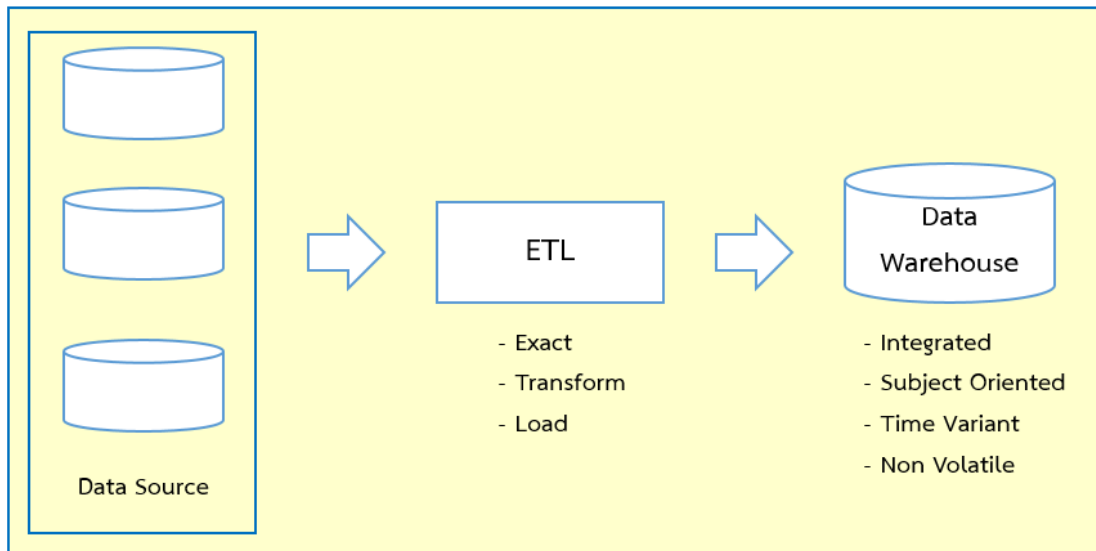 Data Source
ETL
- Exact
- Transform
- Load
Data
Warehouse
- Integrated
- Subject Oriented
- Time Variant
- Non Volatile